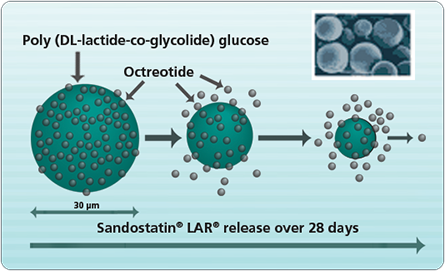 Poly (DL-lactide-co-glycolide) glucose
Octreotide
30 µm
Sandostatin® LAR® release over 28 days